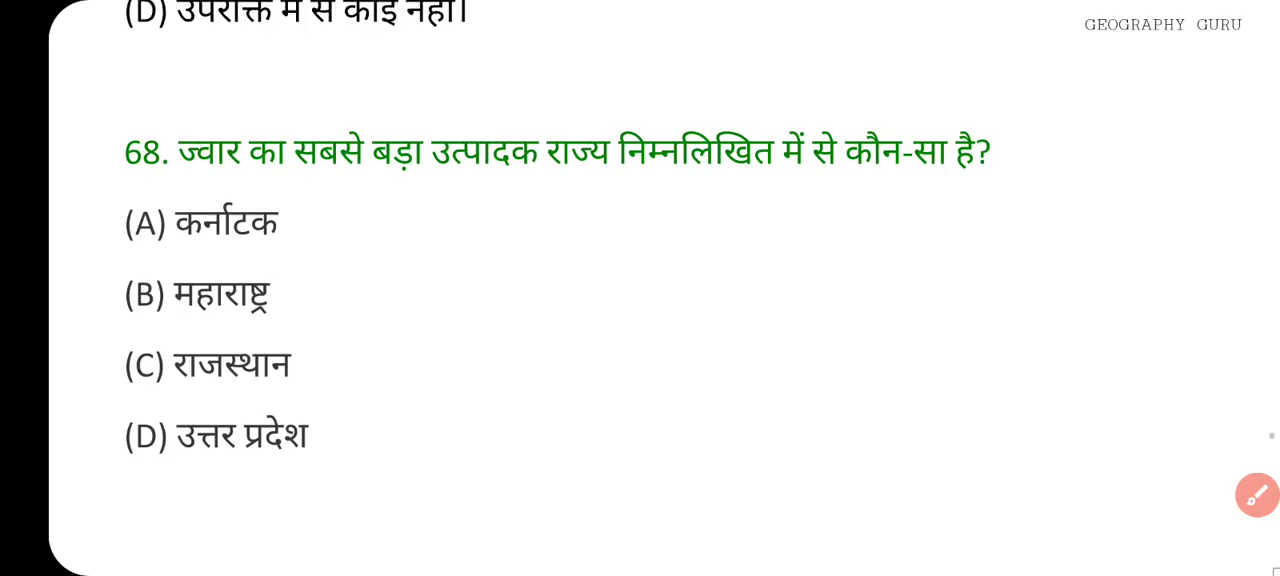 (D) उपरोक्त में से कोई नहीं।
GEOGRAPHY GURU
68. ज्वार का सबसे बड़ा उत्पादक राज्य निम्नलिखित में से कौन-सा है?
(A) कर्नाटक
(B) महाराष्ट्र
(C) राजस्थान
(D) उत्तर प्रदेश